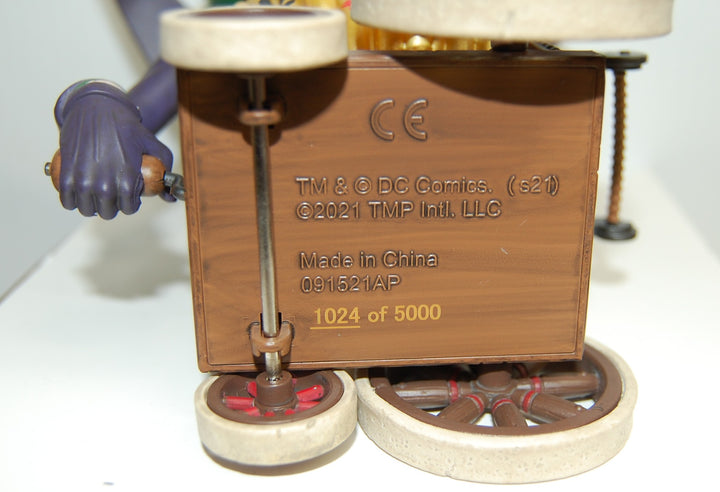 CE
TM & © DC Comics. (s21)
©2021 TMP Intl. LLC
Made in China
091521AP
1024 of 5000